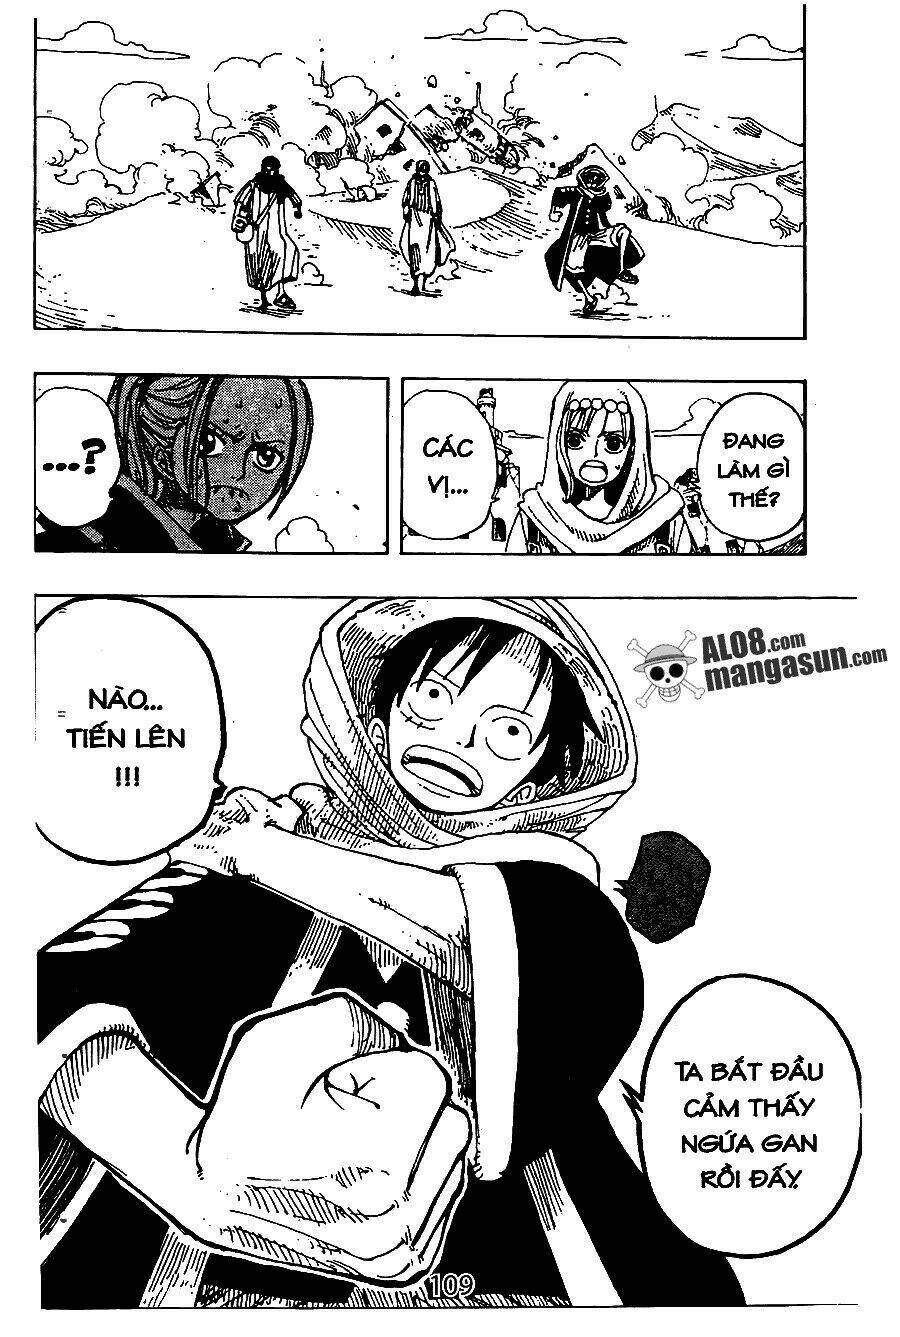 ĐANG
LÀM GÌ
THẾ?
CÁC
VỊ...
...?
AL08.com
mangasun.com
NÀO...
TIẾN LÊN
!!!
TA BẮT ĐẦU
CẢM THẤY
NGỨA GAN
RỒI ĐẤY.
109